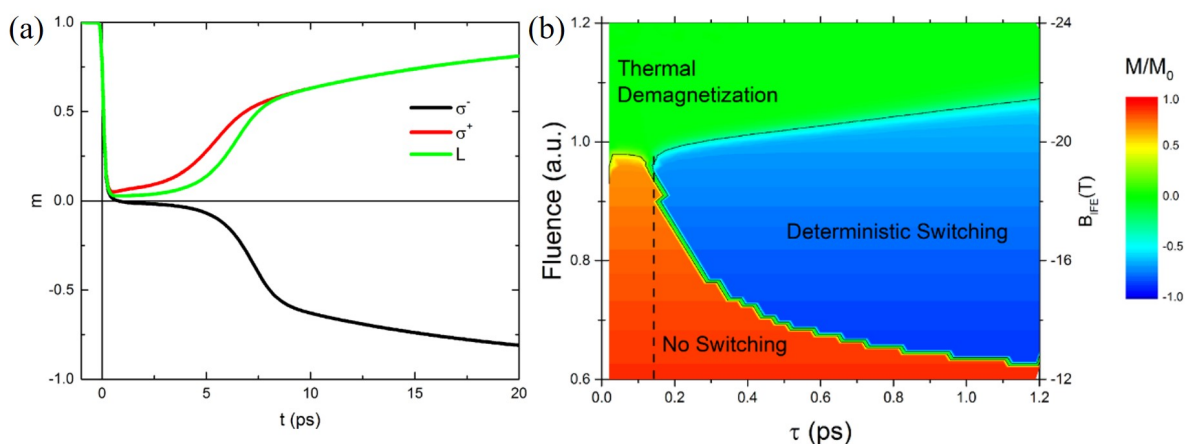 (a)
1.0
0.5
0.0
-0.5
-1.0
m
σ⁻
σ⁺
L
0
5
10
15
20
t (ps)
(b)
1.2
1.0
0.8
0.6
Fluence (a.u.)
Thermal
Demagnetization
Deterministic Switching
No Switching
0.0
0.2
0.4
0.6
0.8
1.0
1.2
τ (ps)
-24
-20
-16
-12
B_IFE(T)
M/M₀
1.0
0.5
0.0
-0.5
-1.0